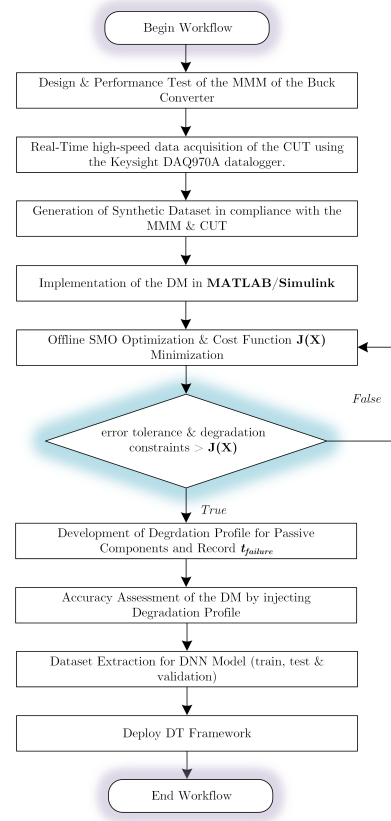 Begin Workflow
Design & Performance Test of the MMM of the Buck
Converter
Real-Time high-speed data acquisition of the CUT using
the Keysight DAQ970A datalogger.
Generation of Synthetic Dataset in compliance with the
MMM & CUT
Implementation of the DM in MATLAB/Simulink
Offline SMO Optimization & Cost Function J(X)
Minimization
False
error tolerance & degradation
constraints > J(X)
True
Development of Degrdation Profile for Passive
Components and Record t_failure
Accuracy Assessment of the DM by injecting
Degradation Profile
Dataset Extraction for DNN Model (train, test &
validation)
Deploy DT Framework
End Workflow